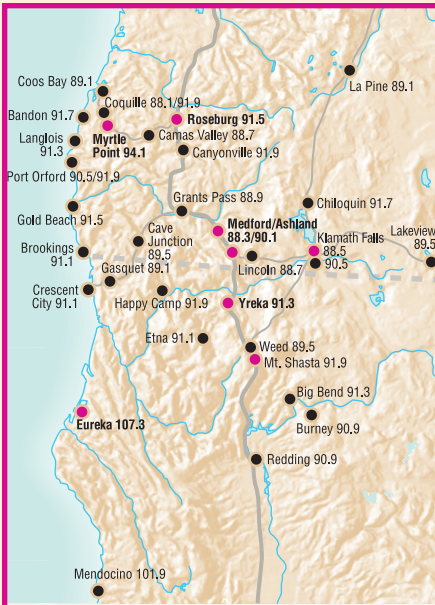 Coos Bay 89.1
La Pine 89.1
Coquille 88.1/91.9
Bandon 91.7
Roseburg 91.5
Langlois
91.3
Myrtle
Point 94.1
Camas Valley 88.7
Canyonville 91.9
Port Orford 90.5/91.9
Grants Pass 88.9
Chiloquin 91.7
Gold Beach 91.5
Medford/Ashland
88.3/90.1
Cave
Junction
89.5
Klamath Falls
88.5
90.5
Lakeview
89.5
Brookings
91.1
Lincoln 88.7
Gasquet 89.1
Crescent
City 91.1
Happy Camp 91.9
Yreka 91.3
Etna 91.1
Weed 89.5
Mt. Shasta 91.9
Big Bend 91.3
Burney 90.9
Eureka 107.3
Redding 90.9
Mendocino 101.9